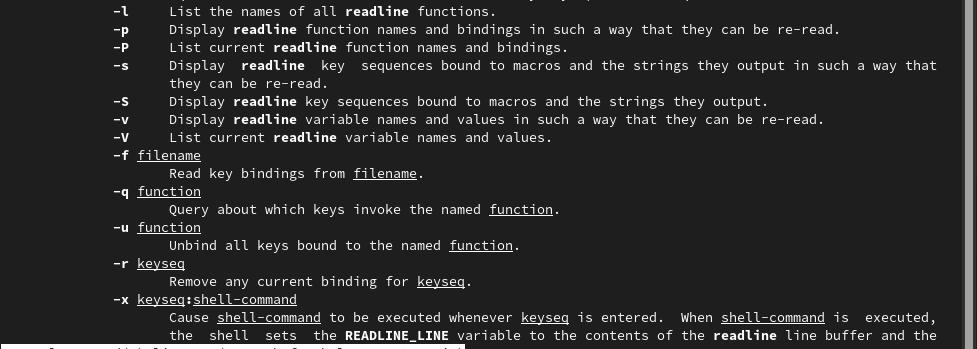 -l List the names of all readline functions.
-p Display readline function names and bindings in such a way that they can be re-read.
-P List current readline function names and bindings.
-s Display readline key sequences bound to macros and the strings they output in such a way that
they can be re-read.
-S Display readline key sequences bound to macros and the strings they output.
-v Display readline variable names and values in such a way that they can be re-read.
-V List current readline variable names and values.
-f filename
Read key bindings from filename.
-q function
Query about which keys invoke the named function.
-u function
Unbind all keys bound to the named function.
-r keyseq
Remove any current binding for keyseq.
-x keyseq:shell-command
Cause shell-command to be executed whenever keyseq is entered. When shell-command is executed,
the shell sets the READLINE_LINE variable to the contents of the readline line buffer and the